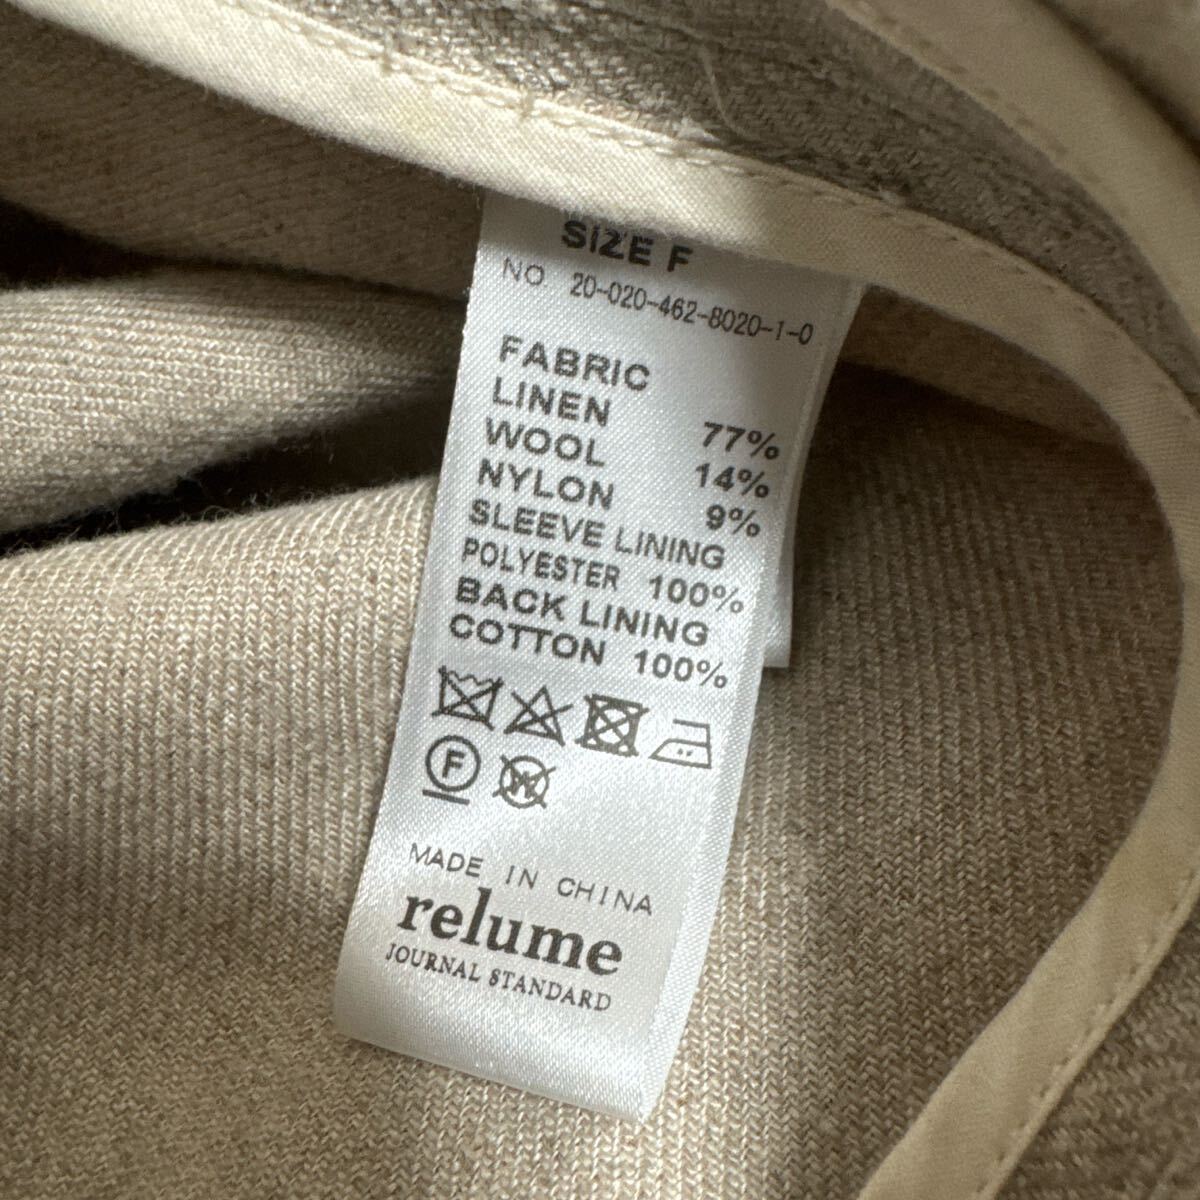 SIZE F
NO 20-020-462-8020-1-0
FABRIC
LINEN 77%
WOOL 14%
NYLON 9%
SLEEVE LINING
POLYESTER 100%
BACK LINING
COTTON 100%
F
W
MADE IN CHINA
relume
JOURNAL STANDARD